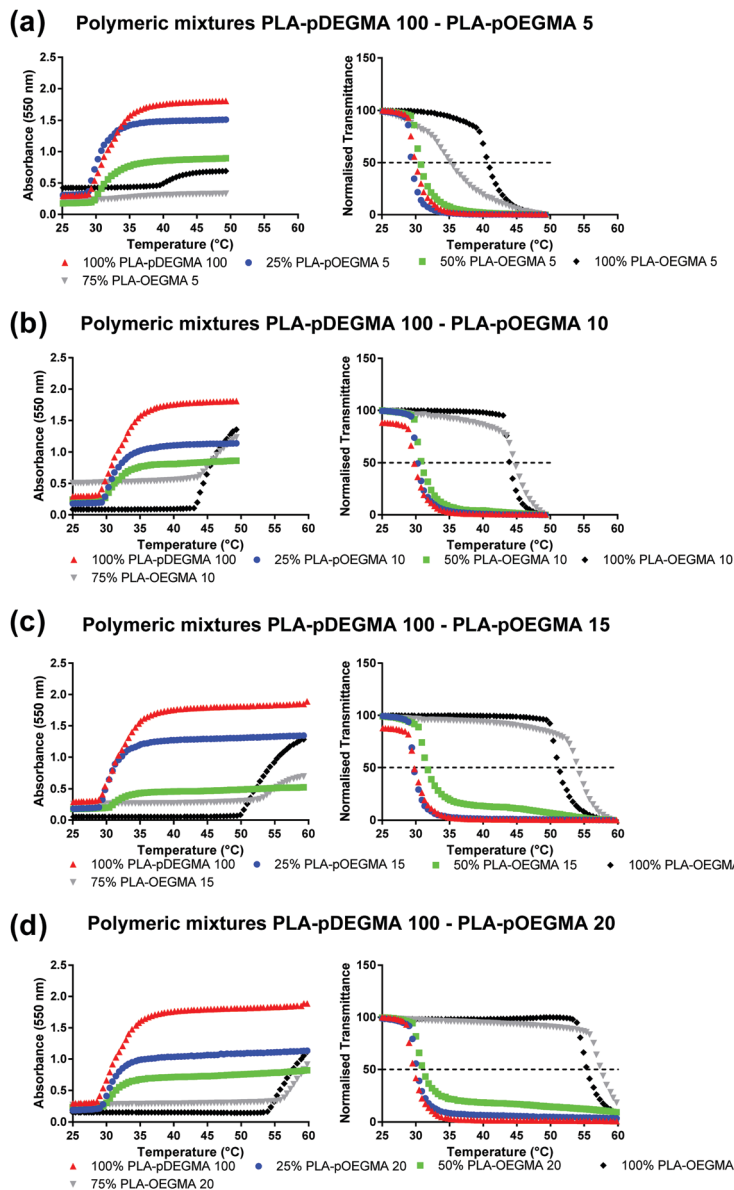 (a) Polymeric mixtures PLA-pDEGMA 100 - PLA-pOEGMA 5
Absorbance (550 nm)
2.5
2.0
1.5
1.0
0.5
0.0
25 30 35 40 45 50 55 60
Temperature (°C)
Normalised Transmittance
150
100
50
0
25 30 35 40 45 50 55 60
Temperature (°C)
100% PLA-pDEGMA 100 25% PLA-pOEGMA 5 50% PLA-OEGMA 5 100% PLA-OEGMA 5
75% PLA-OEGMA 5
(b) Polymeric mixtures PLA-pDEGMA 100 - PLA-pOEGMA 10
Absorbance (550 nm)
2.5
2.0
1.5
1.0
0.5
0.0
25 30 35 40 45 50 55 60
Temperature (°C)
Normalised Transmittance
150
100
50
0
25 30 35 40 45 50 55 60
Temperature (°C)
100% PLA-pDEGMA 100 25% PLA-pOEGMA 10 50% PLA-OEGMA 10 100% PLA-OEGMA 10
75% PLA-OEGMA 10
(c) Polymeric mixtures PLA-pDEGMA 100 - PLA-pOEGMA 15
Absorbance (550 nm)
2.5
2.0
1.5
1.0
0.5
0.0
25 30 35 40 45 50 55 60
Temperature (°C)
Normalised Transmittance
150
100
50
0
25 30 35 40 45 50 55 60
Temperature (°C)
100% PLA-pDEGMA 100 25% PLA-pOEGMA 15 50% PLA-OEGMA 15 100% PLA-OEGMA
75% PLA-OEGMA 15
(d) Polymeric mixtures PLA-pDEGMA 100 - PLA-pOEGMA 20
Absorbance (550 nm)
2.5
2.0
1.5
1.0
0.5
0.0
25 30 35 40 45 50 55 60
Temperature (°C)
Normalised Transmittance
150
100
50
0
25 30 35 40 45 50 55 60
Temperature (°C)
100% PLA-pDEGMA 100 25% PLA-pOEGMA 20 50% PLA-OEGMA 20 100% PLA-OEGMA
75% PLA-OEGMA 20